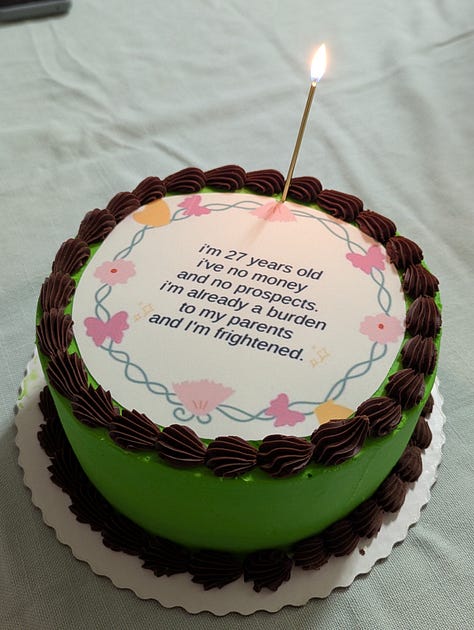 i'm 27 years old
i've no money
and no prospects.
i'm already a burden
to my parents
and I'm frightened.